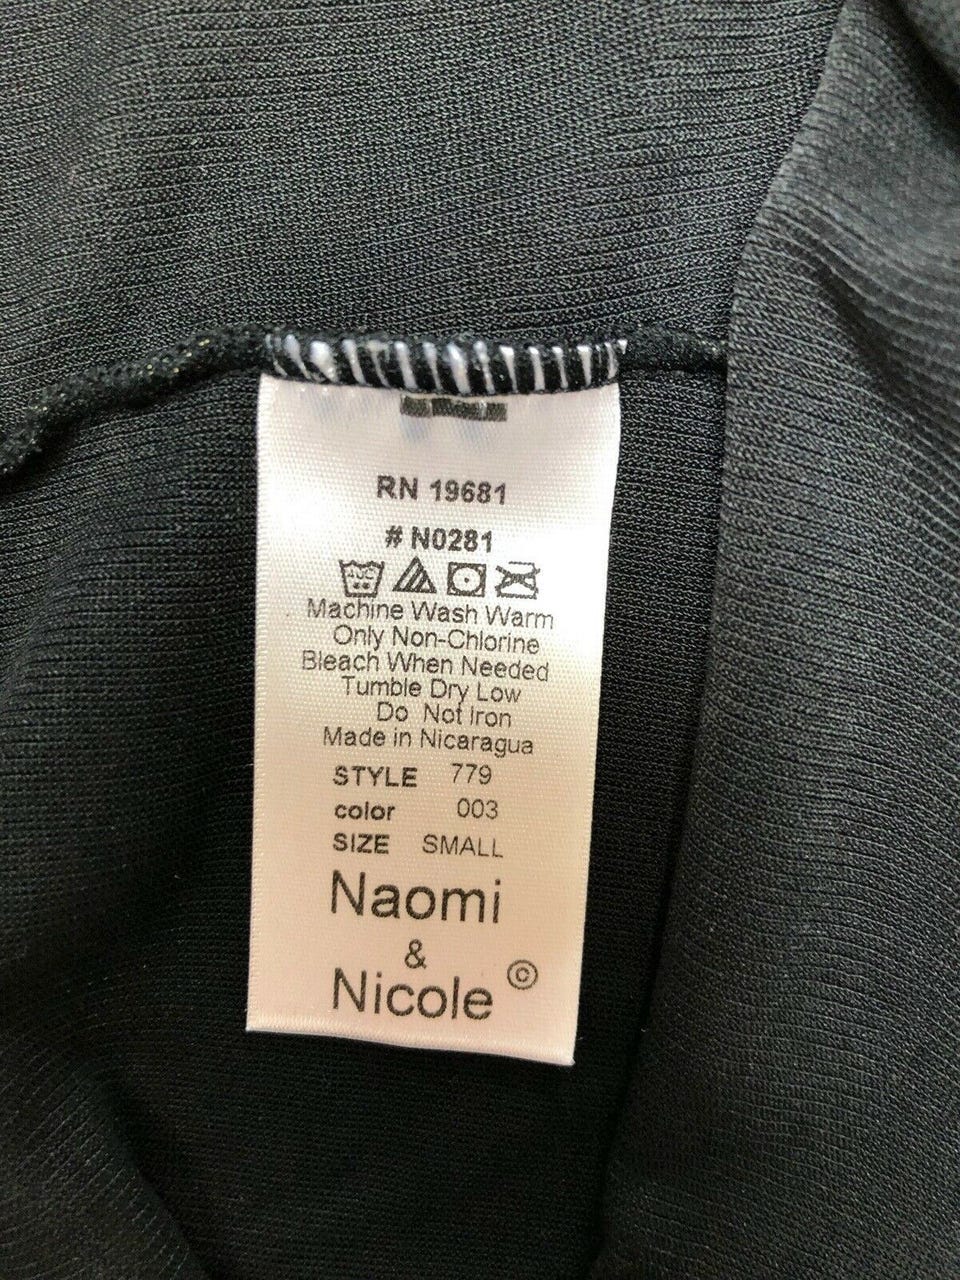 RN 19681
# N0281
Machine Wash Warm
Only Non-Chlorine
Bleach When Needed
Tumble Dry Low
Do Not Iron
Made in Nicaragua
STYLE 779
color 003
SIZE SMALL
Naomi
&
Nicole ©